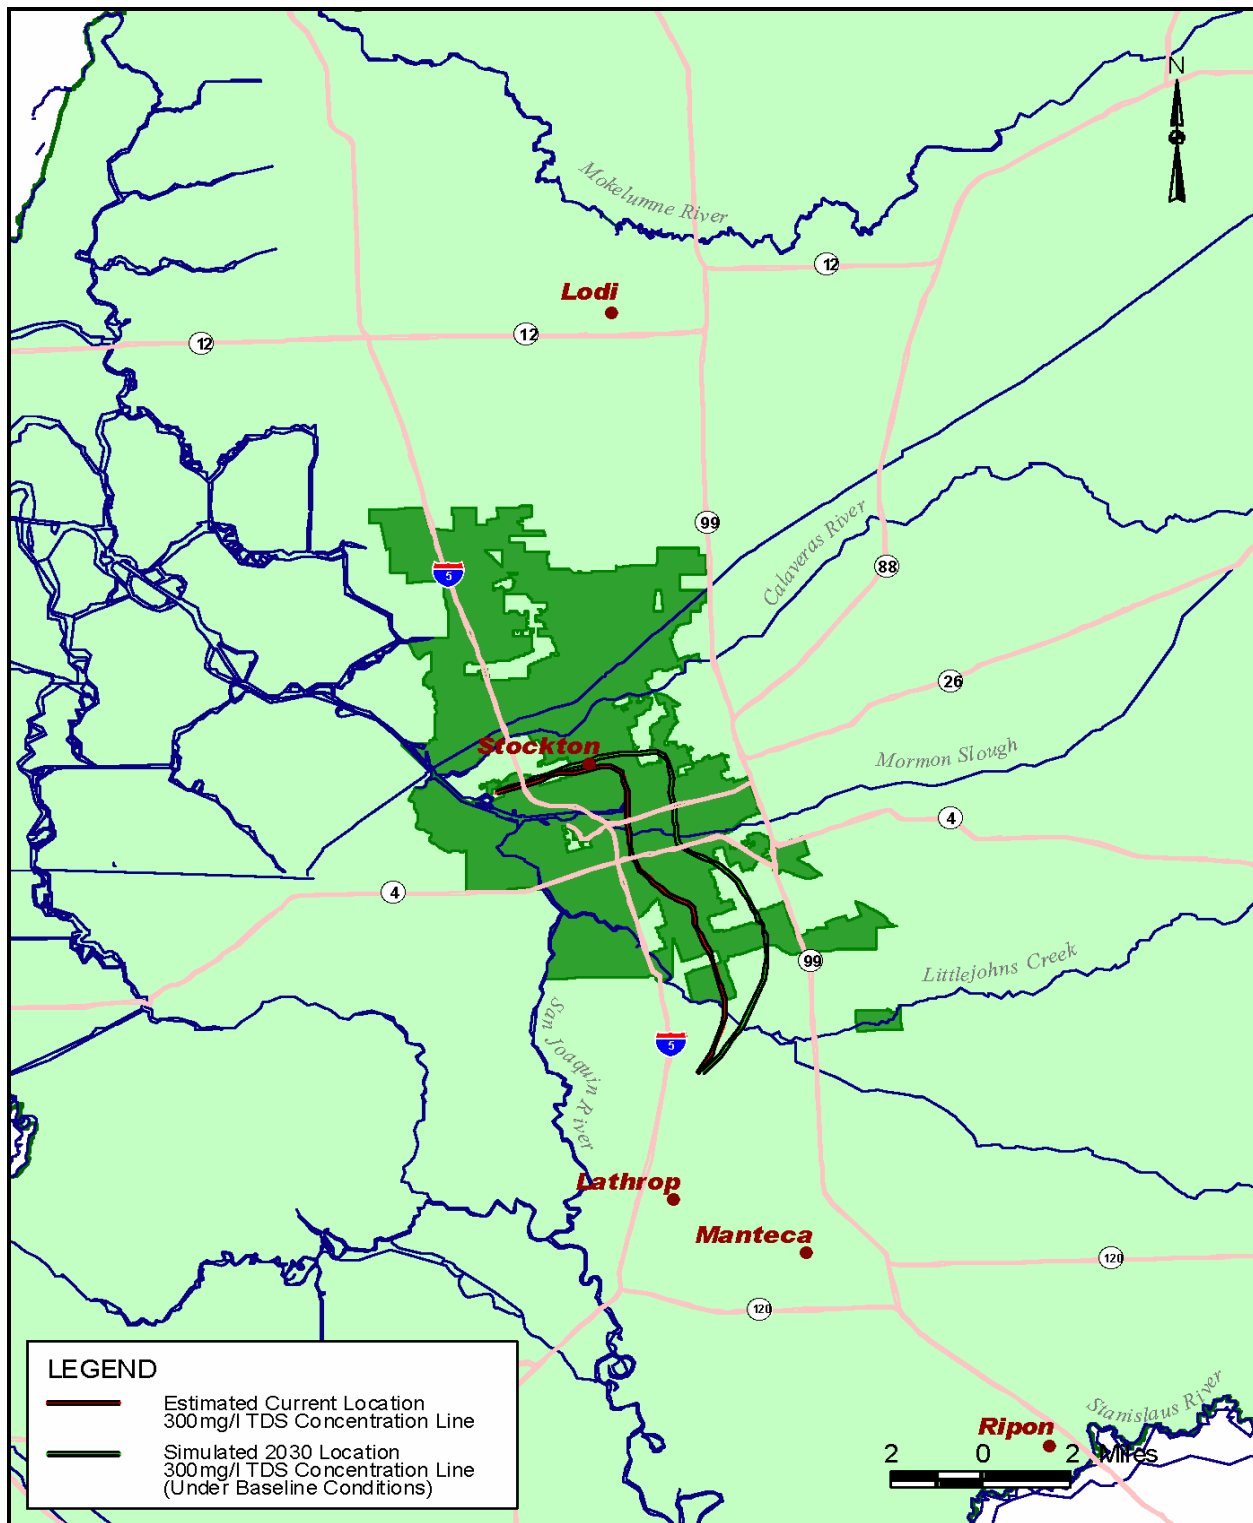 N
Mokelumne River
12
Lodi
12
12
99
Calaveras River
88
5
26
Stockton
Mormon Slough
4
4
99
Littlejohns Creek
San Joaquin River
5
Lathrop
Manteca
120
120
LEGEND
Estimated Current Location
300mg/l TDS Concentration Line
Simulated 2030 Location
300mg/l TDS Concentration Line
(Under Baseline Conditions)
Stanislaus River
Ripon
2 0 2 Miles